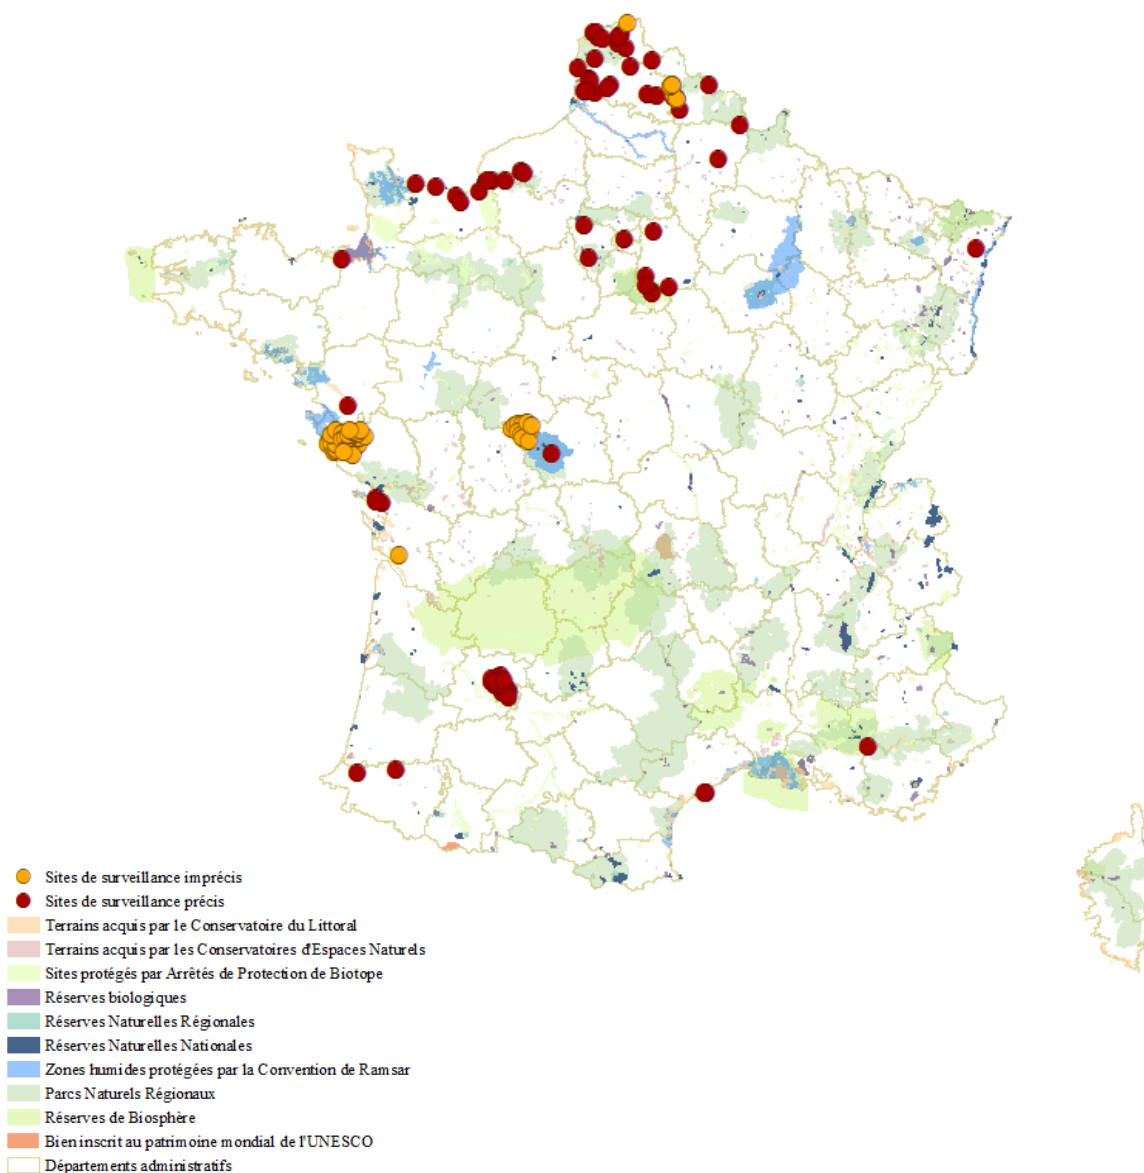 Sites de surveillance imprécis
Sites de surveillance précis
Terrains acquis par le Conservatoire du Littoral
Terrains acquis par les Conservatoires d'Espaces Naturels
Sites protégés par Arrêtés de Protection de Biotope
Réserves biologiques
Réserves Naturelles Régionales
Réserves Naturelles Nationales
Zones humides protégées par la Convention de Ramsar
Parcs Naturels Régionaux
Réserves de Biosphère
Bien inscrit au patrimoine mondial de l'UNESCO
Départements administratifs